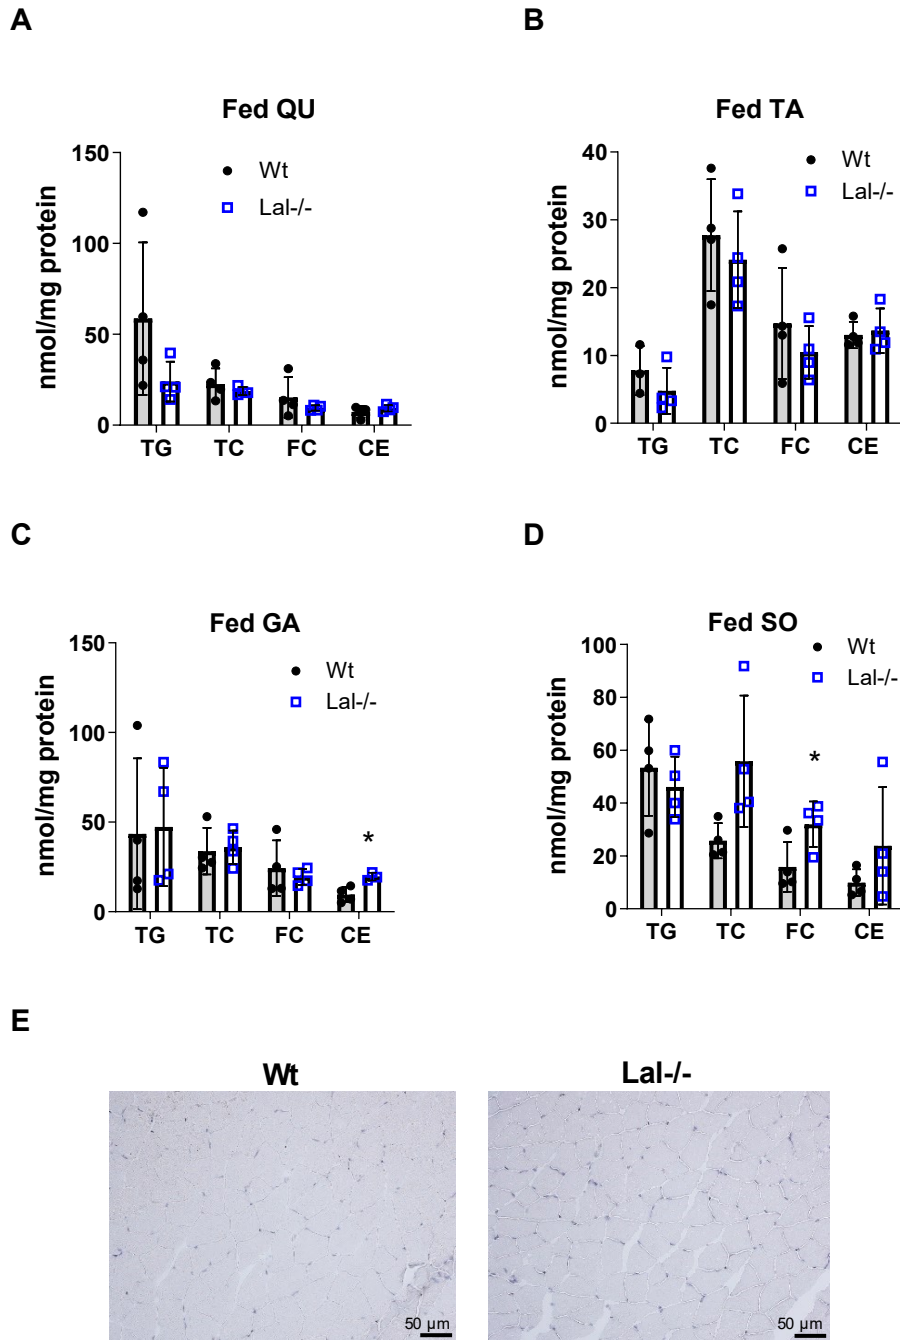 A
B
Fed QU
Fed TA
Wt
Lal-/-
Wt
Lal-/-
nmol/mg protein
150
100
50
0
TG TC FC CE
nmol/mg protein
40
30
20
10
0
TG TC FC CE
C
D
Fed GA
Fed SO
Wt
Lal-/-
Wt
Lal-/-
nmol/mg protein
150
100
50
0
*
TG TC FC CE
nmol/mg protein
100
80
60
40
20
0
*
TG TC FC CE
E
Wt
Lal-/-
50 µm
50 µm